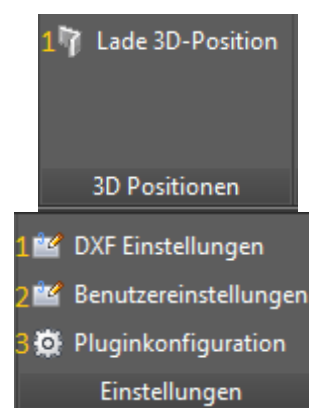 1 Lade 3D-Position
3D Positionen
1 DXF Einstellungen
2 Benutzereinstellungen
3 Pluginkonfiguration
Einstellungen